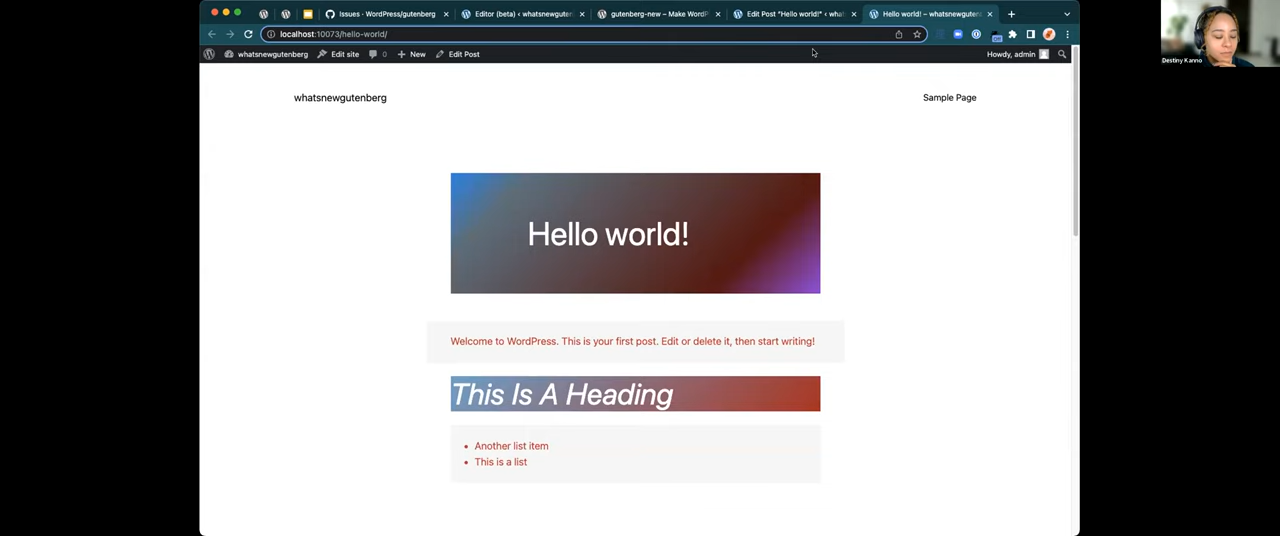 Issues · WordPress/gutenberg
Editor (beta) ‹ whatsnewguten
gutenberg-new – Make WordP
Edit Post "Hello world!" ‹ what
Hello world! – whatsnewguten
localhost:10073/hello-world/
whatsnewgutenberg
Edit site
0
New
Edit Post
Howdy, admin
Destiny Kanno
whatsnewgutenberg
Sample Page
Hello world!
Welcome to WordPress. This is your first post. Edit or delete it, then start writing!
This Is A Heading
• Another list item
• This is a list